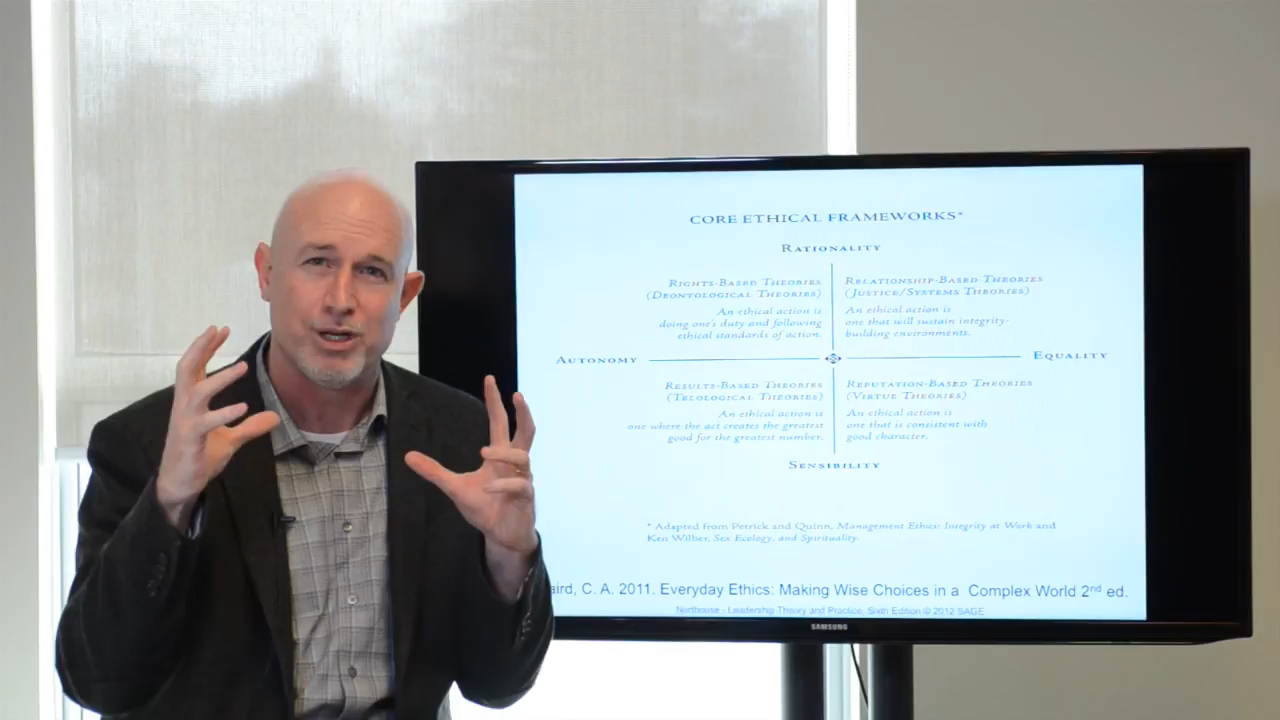 CORE ETHICAL FRAMEWORKS*
RATIONALITY
RIGHTS-BASED THEORIES
(DEONTOLOGICAL THEORIES)
An ethical action is
doing one's duty and following
ethical standards of action.
RELATIONSHIP-BASED THEORIES
(JUSTICE/SYSTEMS THEORIES)
An ethical action is
one that will sustain integrity-
building environments.
AUTONOMY
EQUALITY
RESULTS-BASED THEORIES
(TELOLOGICAL THEORIES)
An ethical action is
one where the act creates the greatest
good for the greatest number.
REPUTATION-BASED THEORIES
(VIRTUE THEORIES)
An ethical action is
one that is consistent with
good character.
SENSIBILITY
* Adapted from Petrick and Quinn, Management Ethics: Integrity at Work and
Ken Wilber, Sex Ecology, and Spirituality.
aird, C. A. 2011. Everyday Ethics: Making Wise Choices in a Complex World 2nd ed.
Northouse - Leadership Theory and Practice, Sixth Edition © 2012 SAGE
SAMSUNG